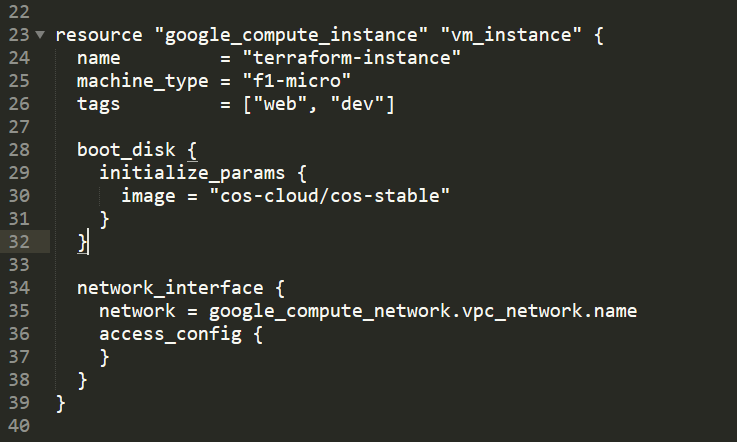 22
23 resource "google_compute_instance" "vm_instance" {
24   name         = "terraform-instance"
25   machine_type = "f1-micro"
26   tags         = ["web", "dev"]
27
28   boot_disk {
29     initialize_params {
30       image = "cos-cloud/cos-stable"
31     }
32   }
33
34   network_interface {
35     network = google_compute_network.vpc_network.name
36     access_config {
37     }
38   }
39 }
40